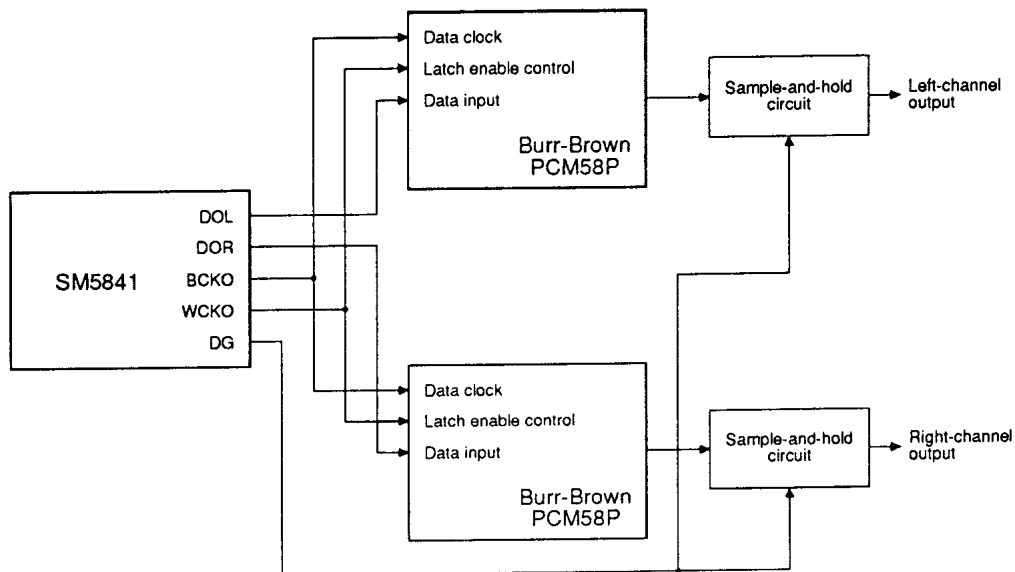 Data clock
Latch enable control
Data input
Burr-Brown
PCM58P
Sample-and-hold
circuit
Left-channel
output
SM5841
DOL
DOR
BCKO
WCKO
DG
Data clock
Latch enable control
Data input
Burr-Brown
PCM58P
Sample-and-hold
circuit
Right-channel
output